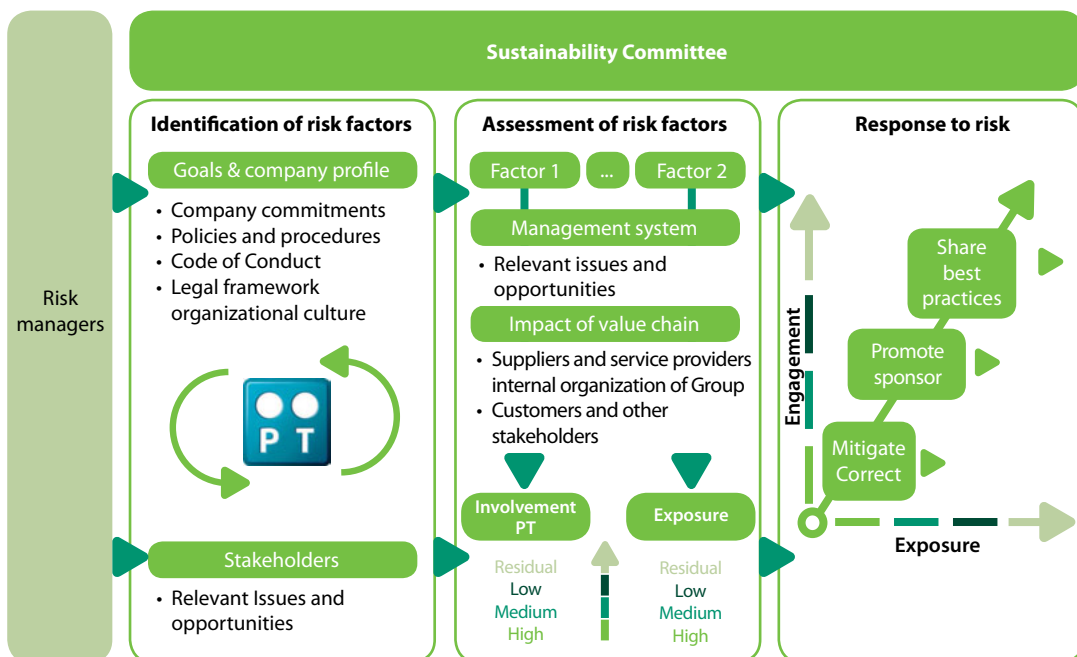 Sustainability Committee
Risk
managers
Identification of risk factors
Goals & company profile
• Company commitments
• Policies and procedures
• Code of Conduct
• Legal framework
organizational culture
P T
Stakeholders
• Relevant Issues and
opportunities
Assessment of risk factors
Factor 1
...
Factor 2
Management system
• Relevant issues and
opportunities
Impact of value chain
• Suppliers and service providers
internal organization of Group
• Customers and other
stakeholders
Involvement
PT
Exposure
Residual
Low
Medium
High
Residual
Low
Medium
High
Response to risk
Engagement
Share
best
practices
Promote
sponsor
Mitigate
Correct
Exposure